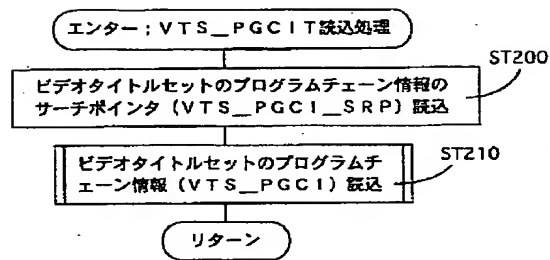 エンター;VTS__PGCIT読込処理
ST200
ビデオタイトルセットのプログラムチェーン情報の
サーチポインタ(VTS__PGCI__SRP)読込
ST210
ビデオタイトルセットのプログラムチ
ェーン情報(VTS__PGCI)読込
リターン